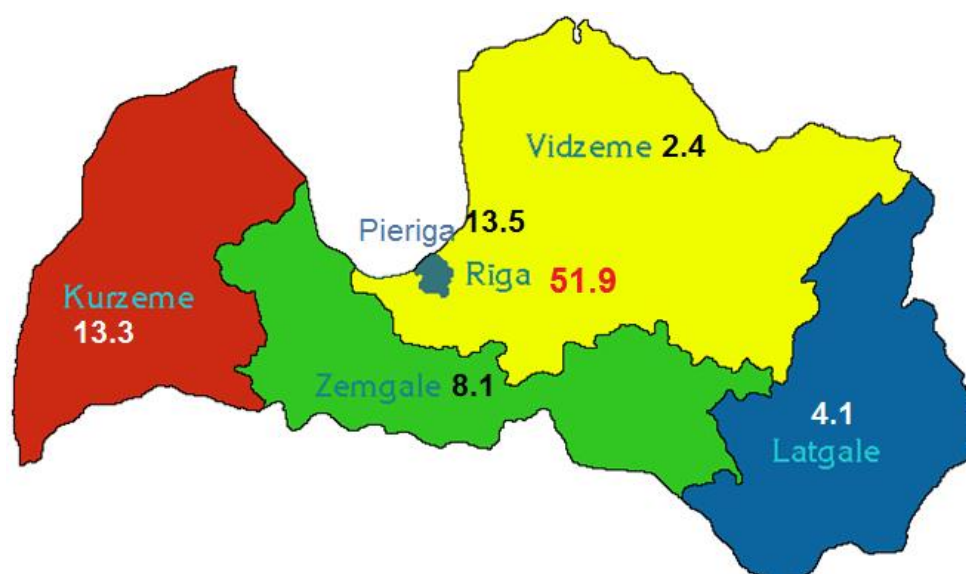 Vidzeme 2.4
Pieriga 13.5
Rīga 51.9
Kurzeme
13.3
Zemgale 8.1
4.1
Latgale